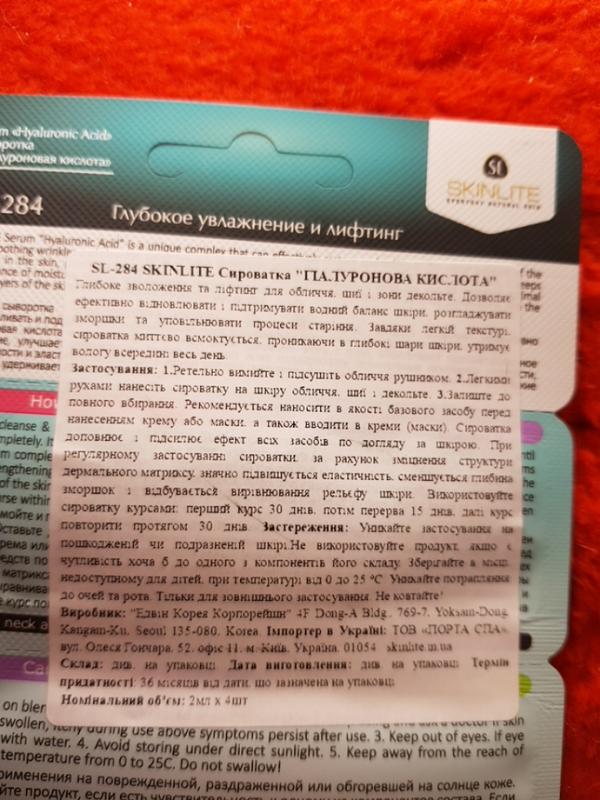 «Hyaluronic Acid»
284
Глубокое увлажнение и лифтинг
SL
SKINLITE
Serum "Hyaluronic Acid" is a unique complex that can
SL-284 SKINLITE Сироватка "ГІАЛУРОНОВА КИСЛОТА"
Глибоке зволоження та ліфтинг для обличчя, шиї і зони декольте. Дозволяє
ефективно відновлювати і підтримувати водний баланс шкіри, розгладжувати
зморшки та уповільнювати процеси старіння. Завдяки легкій текстурі,
сироватка миттєво всмоктується, проникаючи в глибокі шари шкіри, утримує
вологу всередині весь день.
Застосування: 1.Ретельно вимийте і підсушіть обличчя рушником. 2.Легкими
рухами нанесіть сироватку на шкіру обличчя, шиї і декольте. 3.Залиште до
повного вбирання. Рекомендується наносити в якості базового засобу перед
нанесенням крему або маски, а також вводити в креми (маски). Сироватка
доповнює і підсилює ефект всіх засобів по догляду за шкірою. При
регулярному застосуванні сироватки, за рахунок зміцнення структури
дермального матриксу, значно підвищується еластичність, зменшується глибина
зморшок і відбувається вирівнювання рельєфу шкіри. Використовуйте
сироватку курсами: перший курс 30 днів, потім перерва 15 днів, далі курс
повторити протягом 30 днів. Застереження: Уникайте застосування на
пошкодженій чи подразненій шкірі.Не використовуйте продукт, якщо є
чутливість хоча б до одного з компонентів його складу. Зберігайте в місці,
недоступному для дітей, при температурі від 0 до 25 °C. Уникайте потрапляння
до очей та рота. Тільки для зовнішнього застосування. Не ковтайте!
Виробник: "Едвін Корея Корпорейшн" 4F Dong-A Bldg., 769-7, Yoksam-Dong,
Kangam-Ku, Seoul 135-080, Korea. Імпортер в Україні: ТОВ «ПОРТА СПА»,
вул. Олеся Гончара, 52, офіс 11, м. Київ, Україна, 01054 skinlite.in.ua
Склад: див. на упаковці. Дата виготовлення: див. на упаковці. Термін
придатності: 36 місяців від дати, що зазначена на упаковці
Номінальний об'єм: 2мл х 4шт
swollen, itchy during use above symptoms persist after use. 3. Keep out of eyes. If eye
with water. 4. Avoid storing under direct sunlight. 5. Keep away from the reach of
temperature from 0 to 25C. Do not swallow!
применения на поврежденной, раздраженной или обгоревшей на солнце коже.